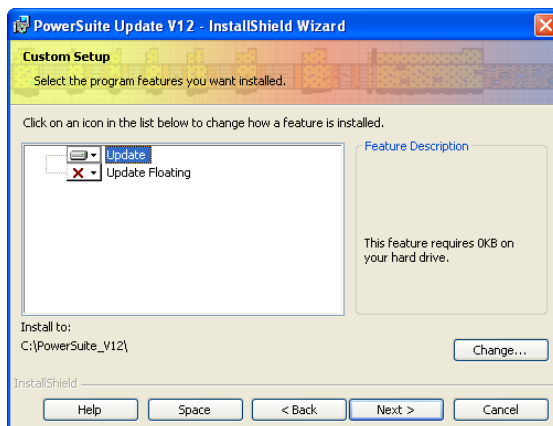 PowerSuite Update V12 - InstallShield Wizard
Custom Setup
Select the program features you want installed.
Click on an icon in the list below to change how a feature is installed.
Update
Update Floating
Feature Description
This feature requires 0KB on
your hard drive.
Install to:
C:\PowerSuite_V12\
Change...
InstallShield
Help
Space
< Back
Next >
Cancel